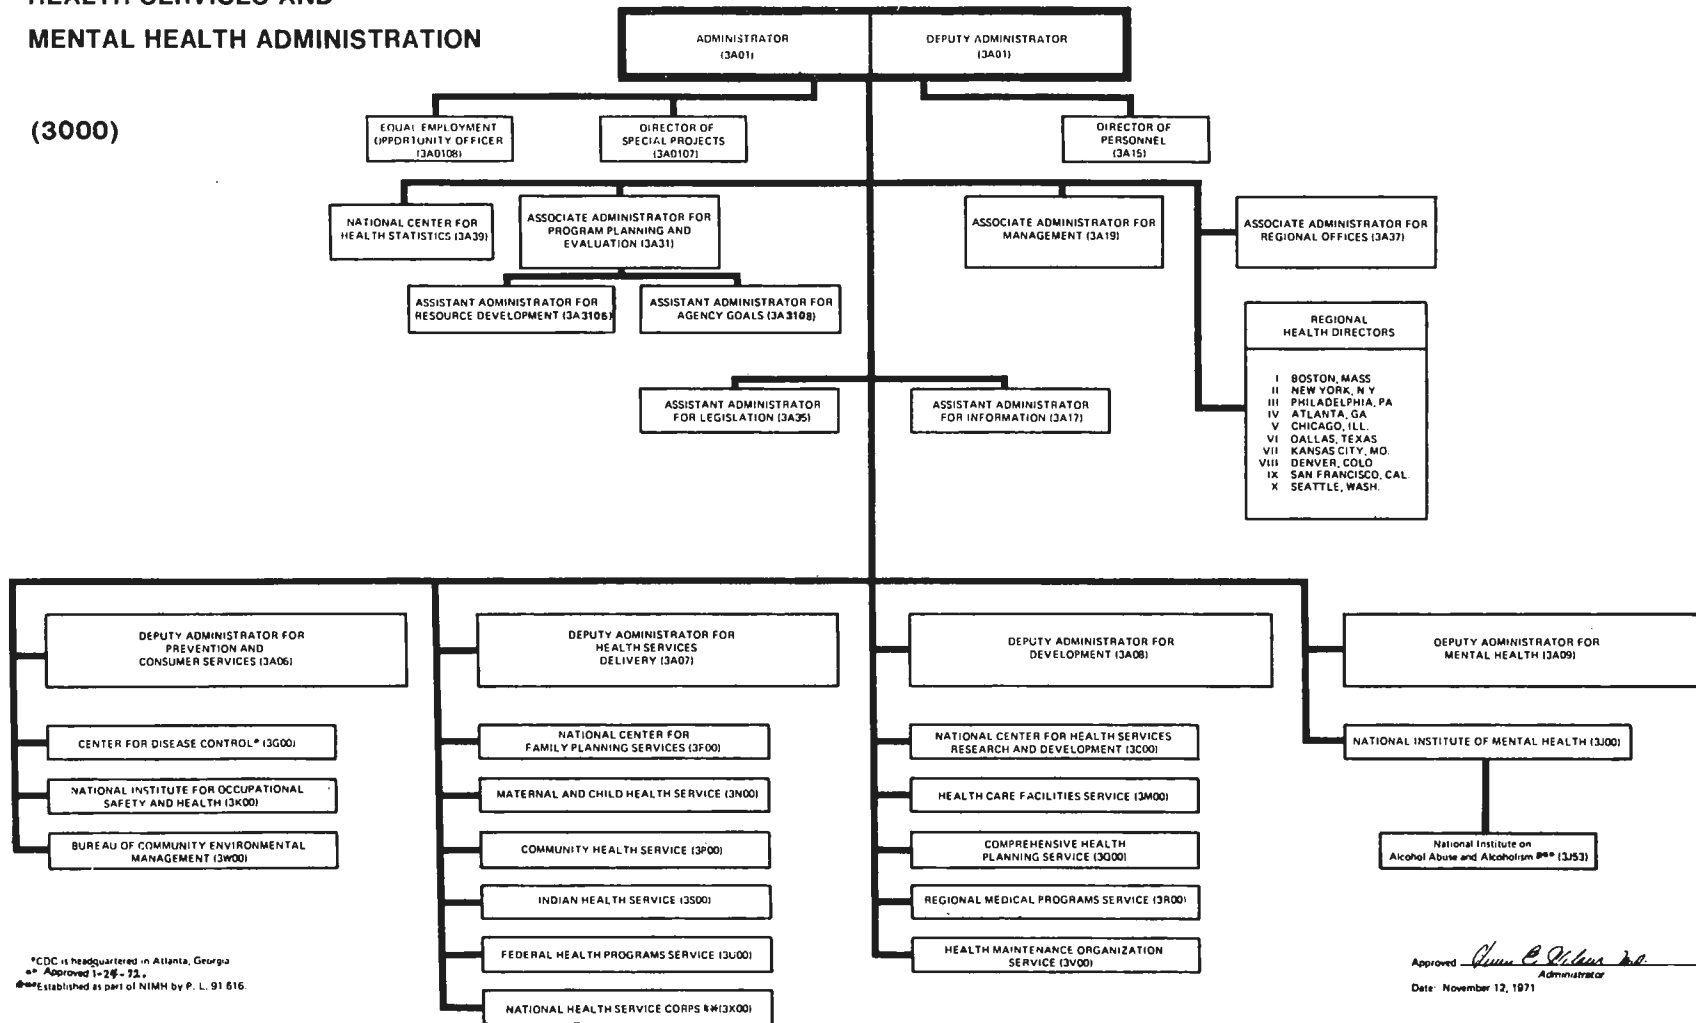 HEALTH SERVICES AND
MENTAL HEALTH ADMINISTRATION
(3000)
ADMINISTRATOR
(3A01)
DEPUTY ADMINISTRATOR
(3A01)
EQUAL EMPLOYMENT
OPPORTUNITY OFFICER
(3A0108)
DIRECTOR OF
SPECIAL PROJECTS
(3A0107)
DIRECTOR OF
PERSONNEL
(3A15)
NATIONAL CENTER FOR
HEALTH STATISTICS (3A39)
ASSOCIATE ADMINISTRATOR FOR
PROGRAM PLANNING AND
EVALUATION (3A31)
ASSOCIATE ADMINISTRATOR FOR
MANAGEMENT (3A19)
ASSOCIATE ADMINISTRATOR FOR
REGIONAL OFFICES (3A37)
ASSISTANT ADMINISTRATOR FOR
RESOURCE DEVELOPMENT (3A3106)
ASSISTANT ADMINISTRATOR FOR
AGENCY GOALS (3A3108)
REGIONAL
HEALTH DIRECTORS
I BOSTON, MASS
II NEW YORK, N.Y
III PHILADELPHIA, PA
IV ATLANTA, GA
V CHICAGO, ILL.
VI DALLAS, TEXAS
VII KANSAS CITY, MO.
VIII DENVER, COLO
IX SAN FRANCISCO, CAL.
X SEATTLE, WASH.
ASSISTANT ADMINISTRATOR
FOR LEGISLATION (3A35)
ASSISTANT ADMINISTRATOR
FOR INFORMATION (3A17)
DEPUTY ADMINISTRATOR FOR
PREVENTION AND
CONSUMER SERVICES (3A06)
CENTER FOR DISEASE CONTROL* (3G00)
NATIONAL INSTITUTE FOR OCCUPATIONAL
SAFETY AND HEALTH (3K00)
BUREAU OF COMMUNITY ENVIRONMENTAL
MANAGEMENT (3W00)
DEPUTY ADMINISTRATOR FOR
HEALTH SERVICES
DELIVERY (3A07)
NATIONAL CENTER FOR
FAMILY PLANNING SERVICES (3F00)
MATERNAL AND CHILD HEALTH SERVICE (3N00)
COMMUNITY HEALTH SERVICE (3P00)
INDIAN HEALTH SERVICE (3S00)
FEDERAL HEALTH PROGRAMS SERVICE (3U00)
NATIONAL HEALTH SERVICE CORPS **(3X00)
DEPUTY ADMINISTRATOR FOR
DEVELOPMENT (3A08)
NATIONAL CENTER FOR HEALTH SERVICES
RESEARCH AND DEVELOPMENT (3C00)
HEALTH CARE FACILITIES SERVICE (3M00)
COMPREHENSIVE HEALTH
PLANNING SERVICE (3Q00)
REGIONAL MEDICAL PROGRAMS SERVICE (3R00)
HEALTH MAINTENANCE ORGANIZATION
SERVICE (3V00)
DEPUTY ADMINISTRATOR FOR
MENTAL HEALTH (3A09)
NATIONAL INSTITUTE OF MENTAL HEALTH (3J00)
National Institute on
Alcohol Abuse and Alcoholism *** (3J53)
*CDC is headquartered in Atlanta, Georgia
** Approved 1-24-72.
***Established as part of NIMH by P. L. 91 616.
Approved
Administrator
Date: November 12, 1971